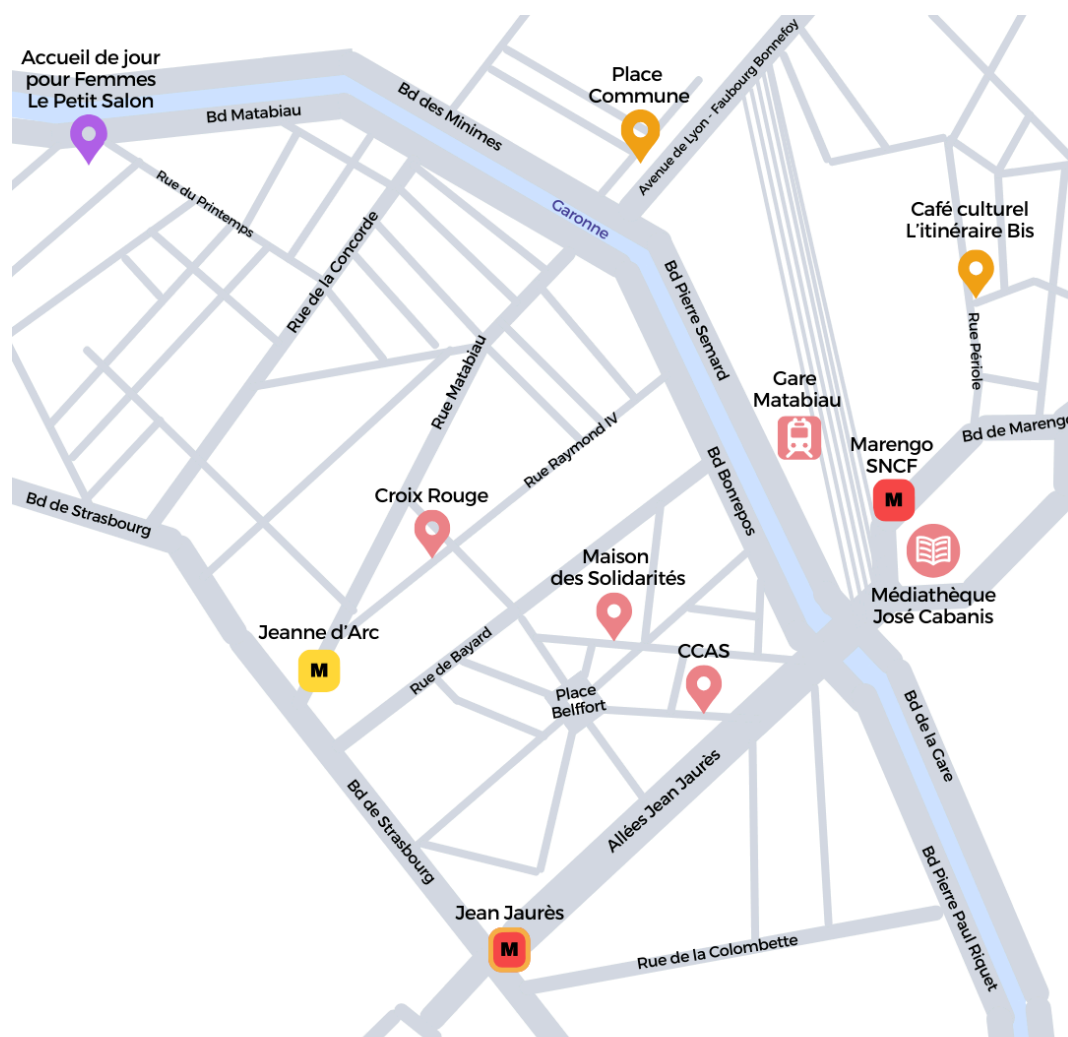 Accueil de jour
pour Femmes
Le Petit Salon
Bd Matabiau
Bd des Minimes
Place
Commune
Avenue de Lyon - Faubourg Bonnefoy
Rue du Printemps
Garonne
Café culturel
L'itinéraire Bis
Rue de la Concorde
Bd Pierre Semard
Rue Périole
Rue Matabiau
Gare
Matabiau
Rue Raymond IV
Bd de Marengo
Marengo
SNCF
M
Bd Bonrepos
Croix Rouge
Bd de Strasbourg
Maison
des Solidarités
Médiathèque
José Cabanis
Jeanne d'Arc
M
Rue de Bayard
CCAS
Place
Belffort
Bd de la Gare
Allées Jean Jaurès
Bd de Strasbourg
Bd Pierre Paul Riquet
Jean Jaurès
M
Rue de la Colombette